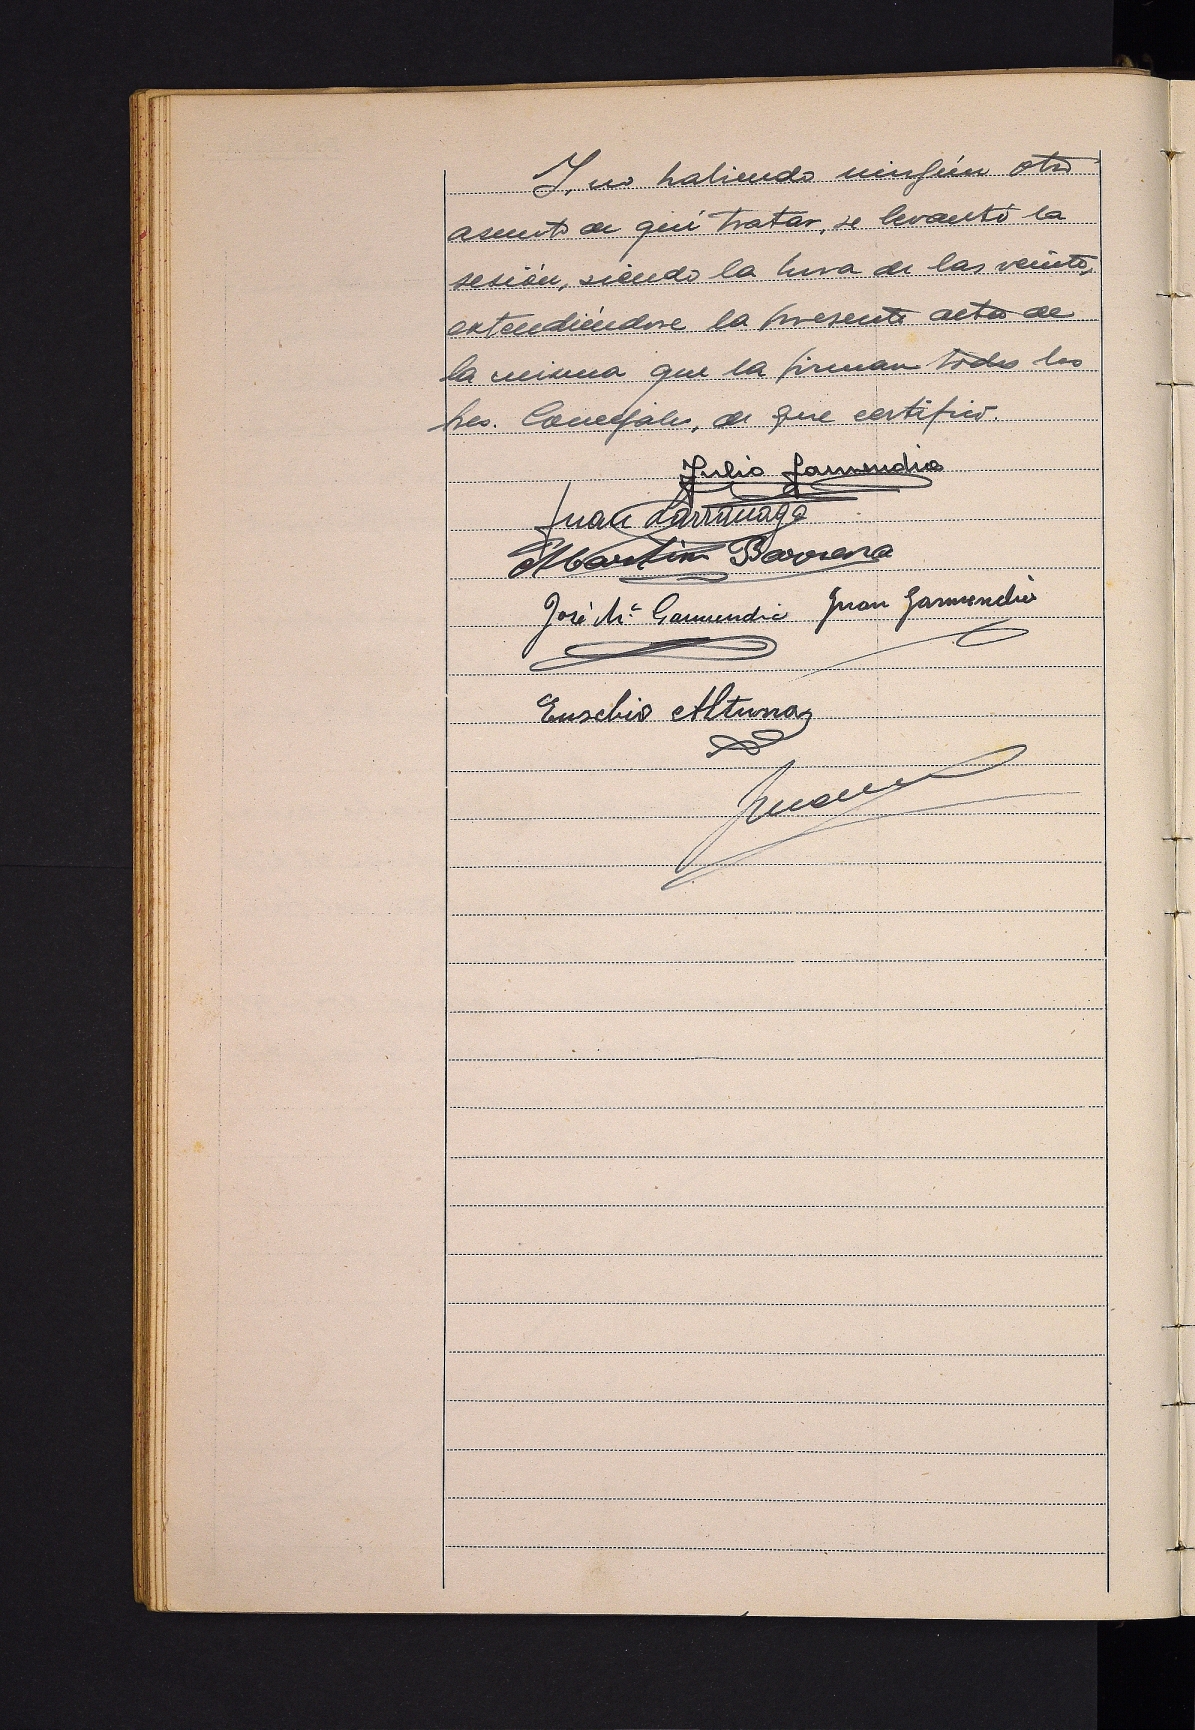 Y, no habiendo ningún otro
asunto de qué tratar, se levantó la
sesión, siendo la hora de las veinte,
extendiéndose la presente acta de
la misma que la firman todos los
Sres. Concejales, de que certifico.
Julio Garmendia
Juan Larrañaga
Martin Barrena
José Mª Garmendia Juan Garmendia
Eusebio Altuna